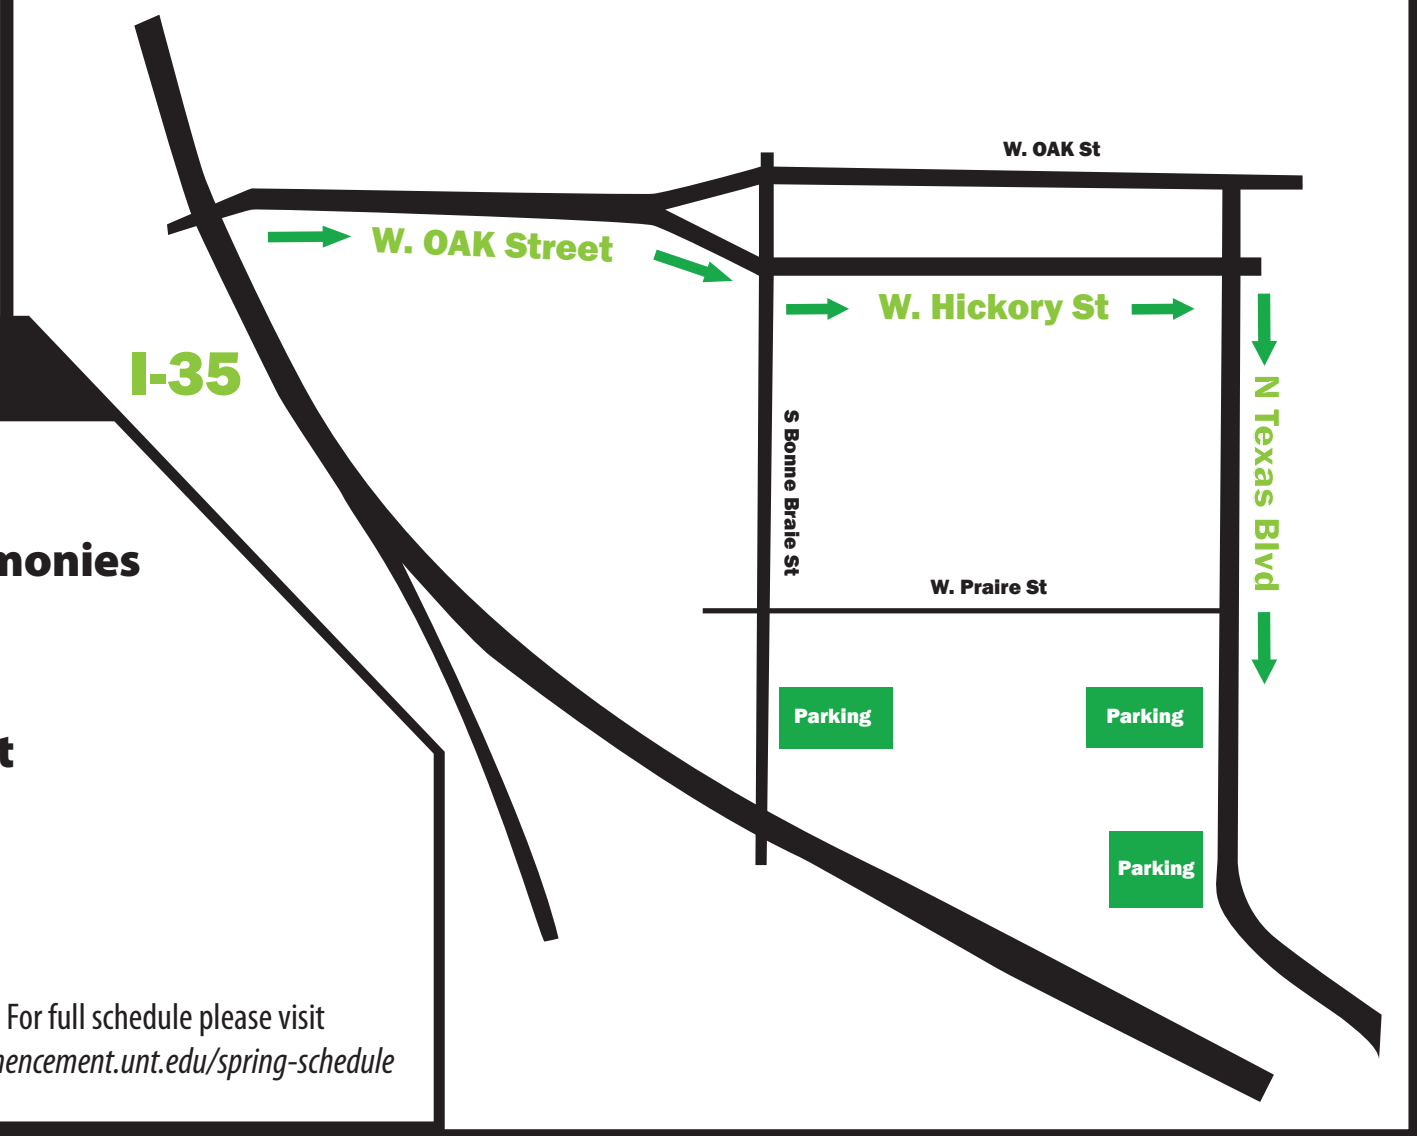 W. OAK St
W. OAK Street
W. Hickory St
I-35
N Texas Blvd
S Bonne Braie St
monies
W. Praire St
Parking
Parking
t
Parking
For full schedule please visit
nencement.unt.edu/spring-schedule